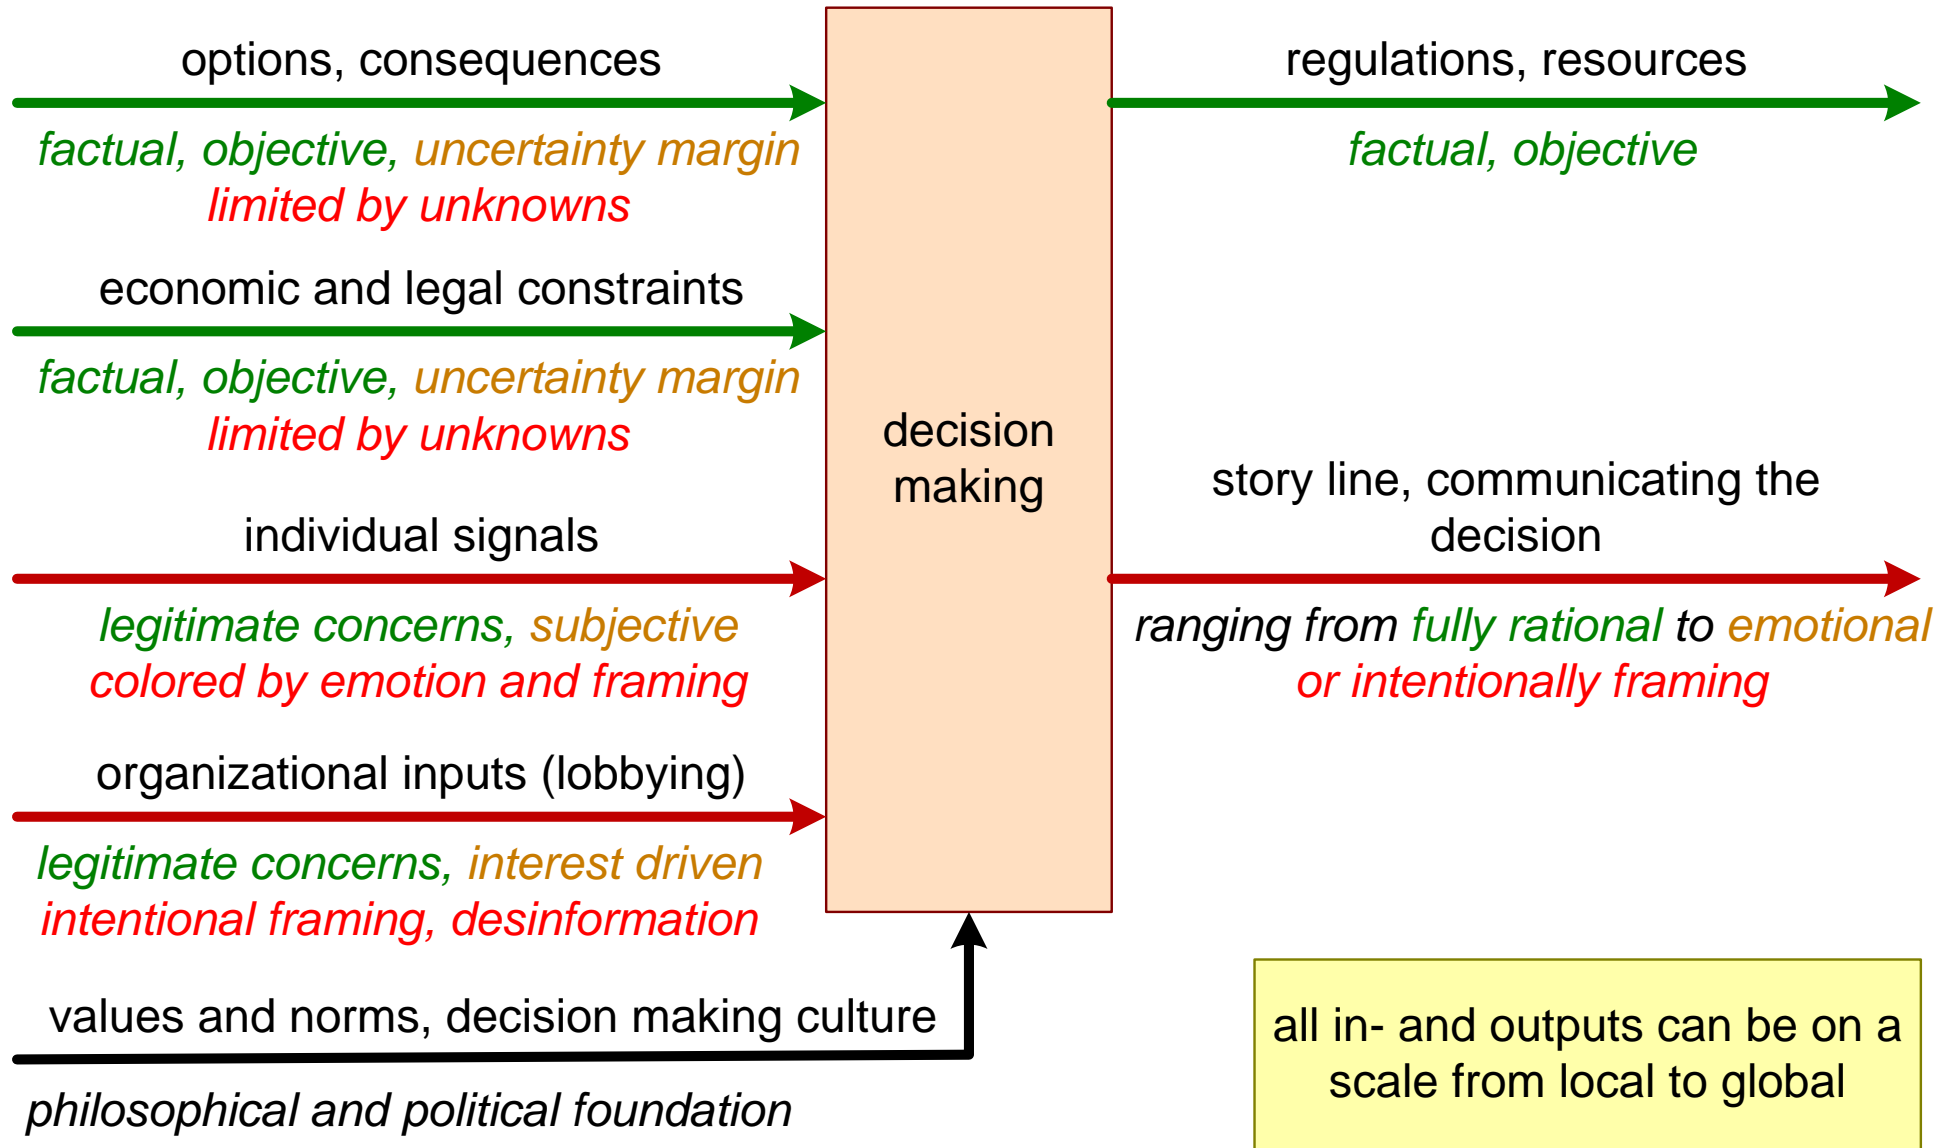 options, consequences
factual, objective, uncertainty margin
limited by unknowns
economic and legal constraints
factual, objective, uncertainty margin
limited by unknowns
individual signals
legitimate concerns, subjective
colored by emotion and framing
organizational inputs (lobbying)
legitimate concerns, interest driven
intentional framing, desinformation
values and norms, decision making culture
philosophical and political foundation
decision
making
regulations, resources
factual, objective
story line, communicating the
decision
ranging from fully rational to emotional
or intentionally framing
all in- and outputs can be on a
scale from local to global